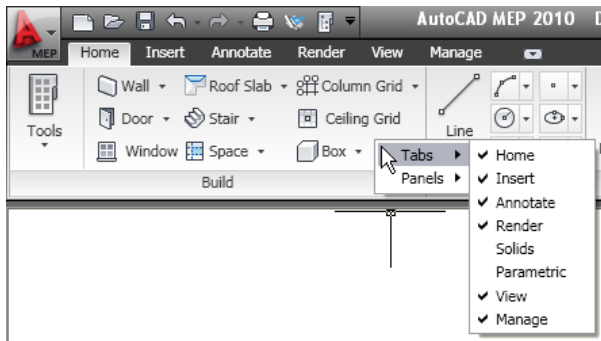 AutoCAD MEP 2010
MEP Home Insert Annotate Render View Manage
Wall Roof Slab Column Grid
Door Stair Ceiling Grid
Window Space Box
Tools
Line
Build
Tabs
Panels
Home
Insert
Annotate
Render
Solids
Parametric
View
Manage